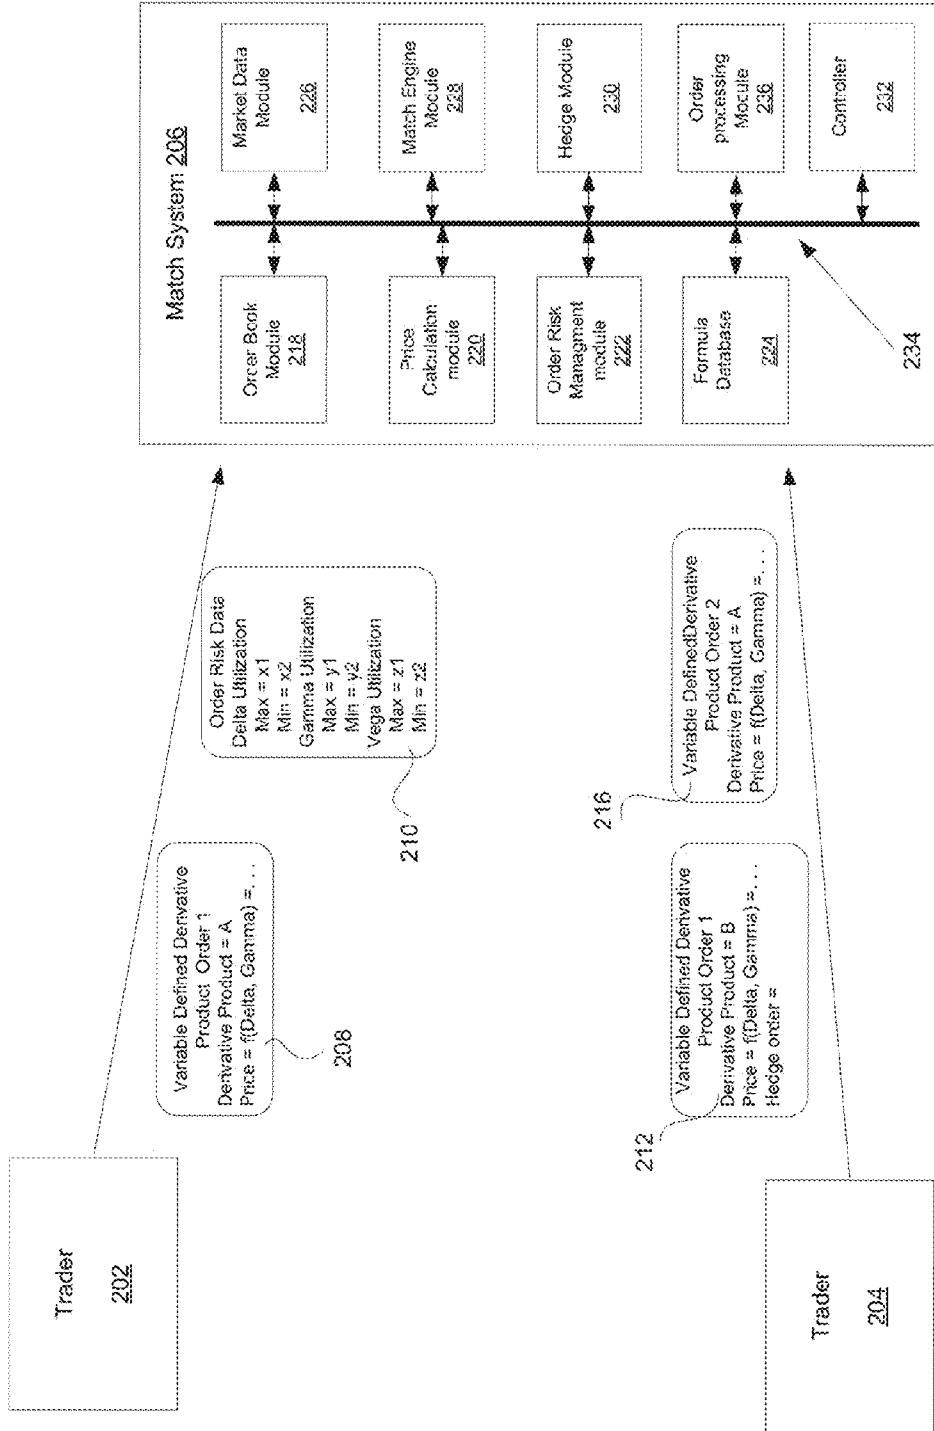 Trader
202
Variable Defined Derivative
Product Order 1
Derivative Product = A
Price = f(Delta, Gamma) =. . .
208
Order Risk Data
Delta Utilization
Max = x1
Min = x2
Gamma Utilization
Max = y1
Min = y2
Vega Utilization
Max = z1
Min = z2
210
Trader
204
Variable Defined Derivative
Product Order 1
Derivative Product = B
Price = f(Delta, Gamma) =. . .
Hedge order =
212
Variable DefinedDerivative
Product Order 2
Derivative Product = A
Price = f(Delta, Gamma) =. . .
216
Match System 206
Order Book
Module
218
Price
Calculation
module
220
Order Risk
Managment
module
222
Formula
Database
224
Market Data
Module
226
Match Engine
Module
228
Hedge Module
230
Order
processing
Module
236
Controller
232
234